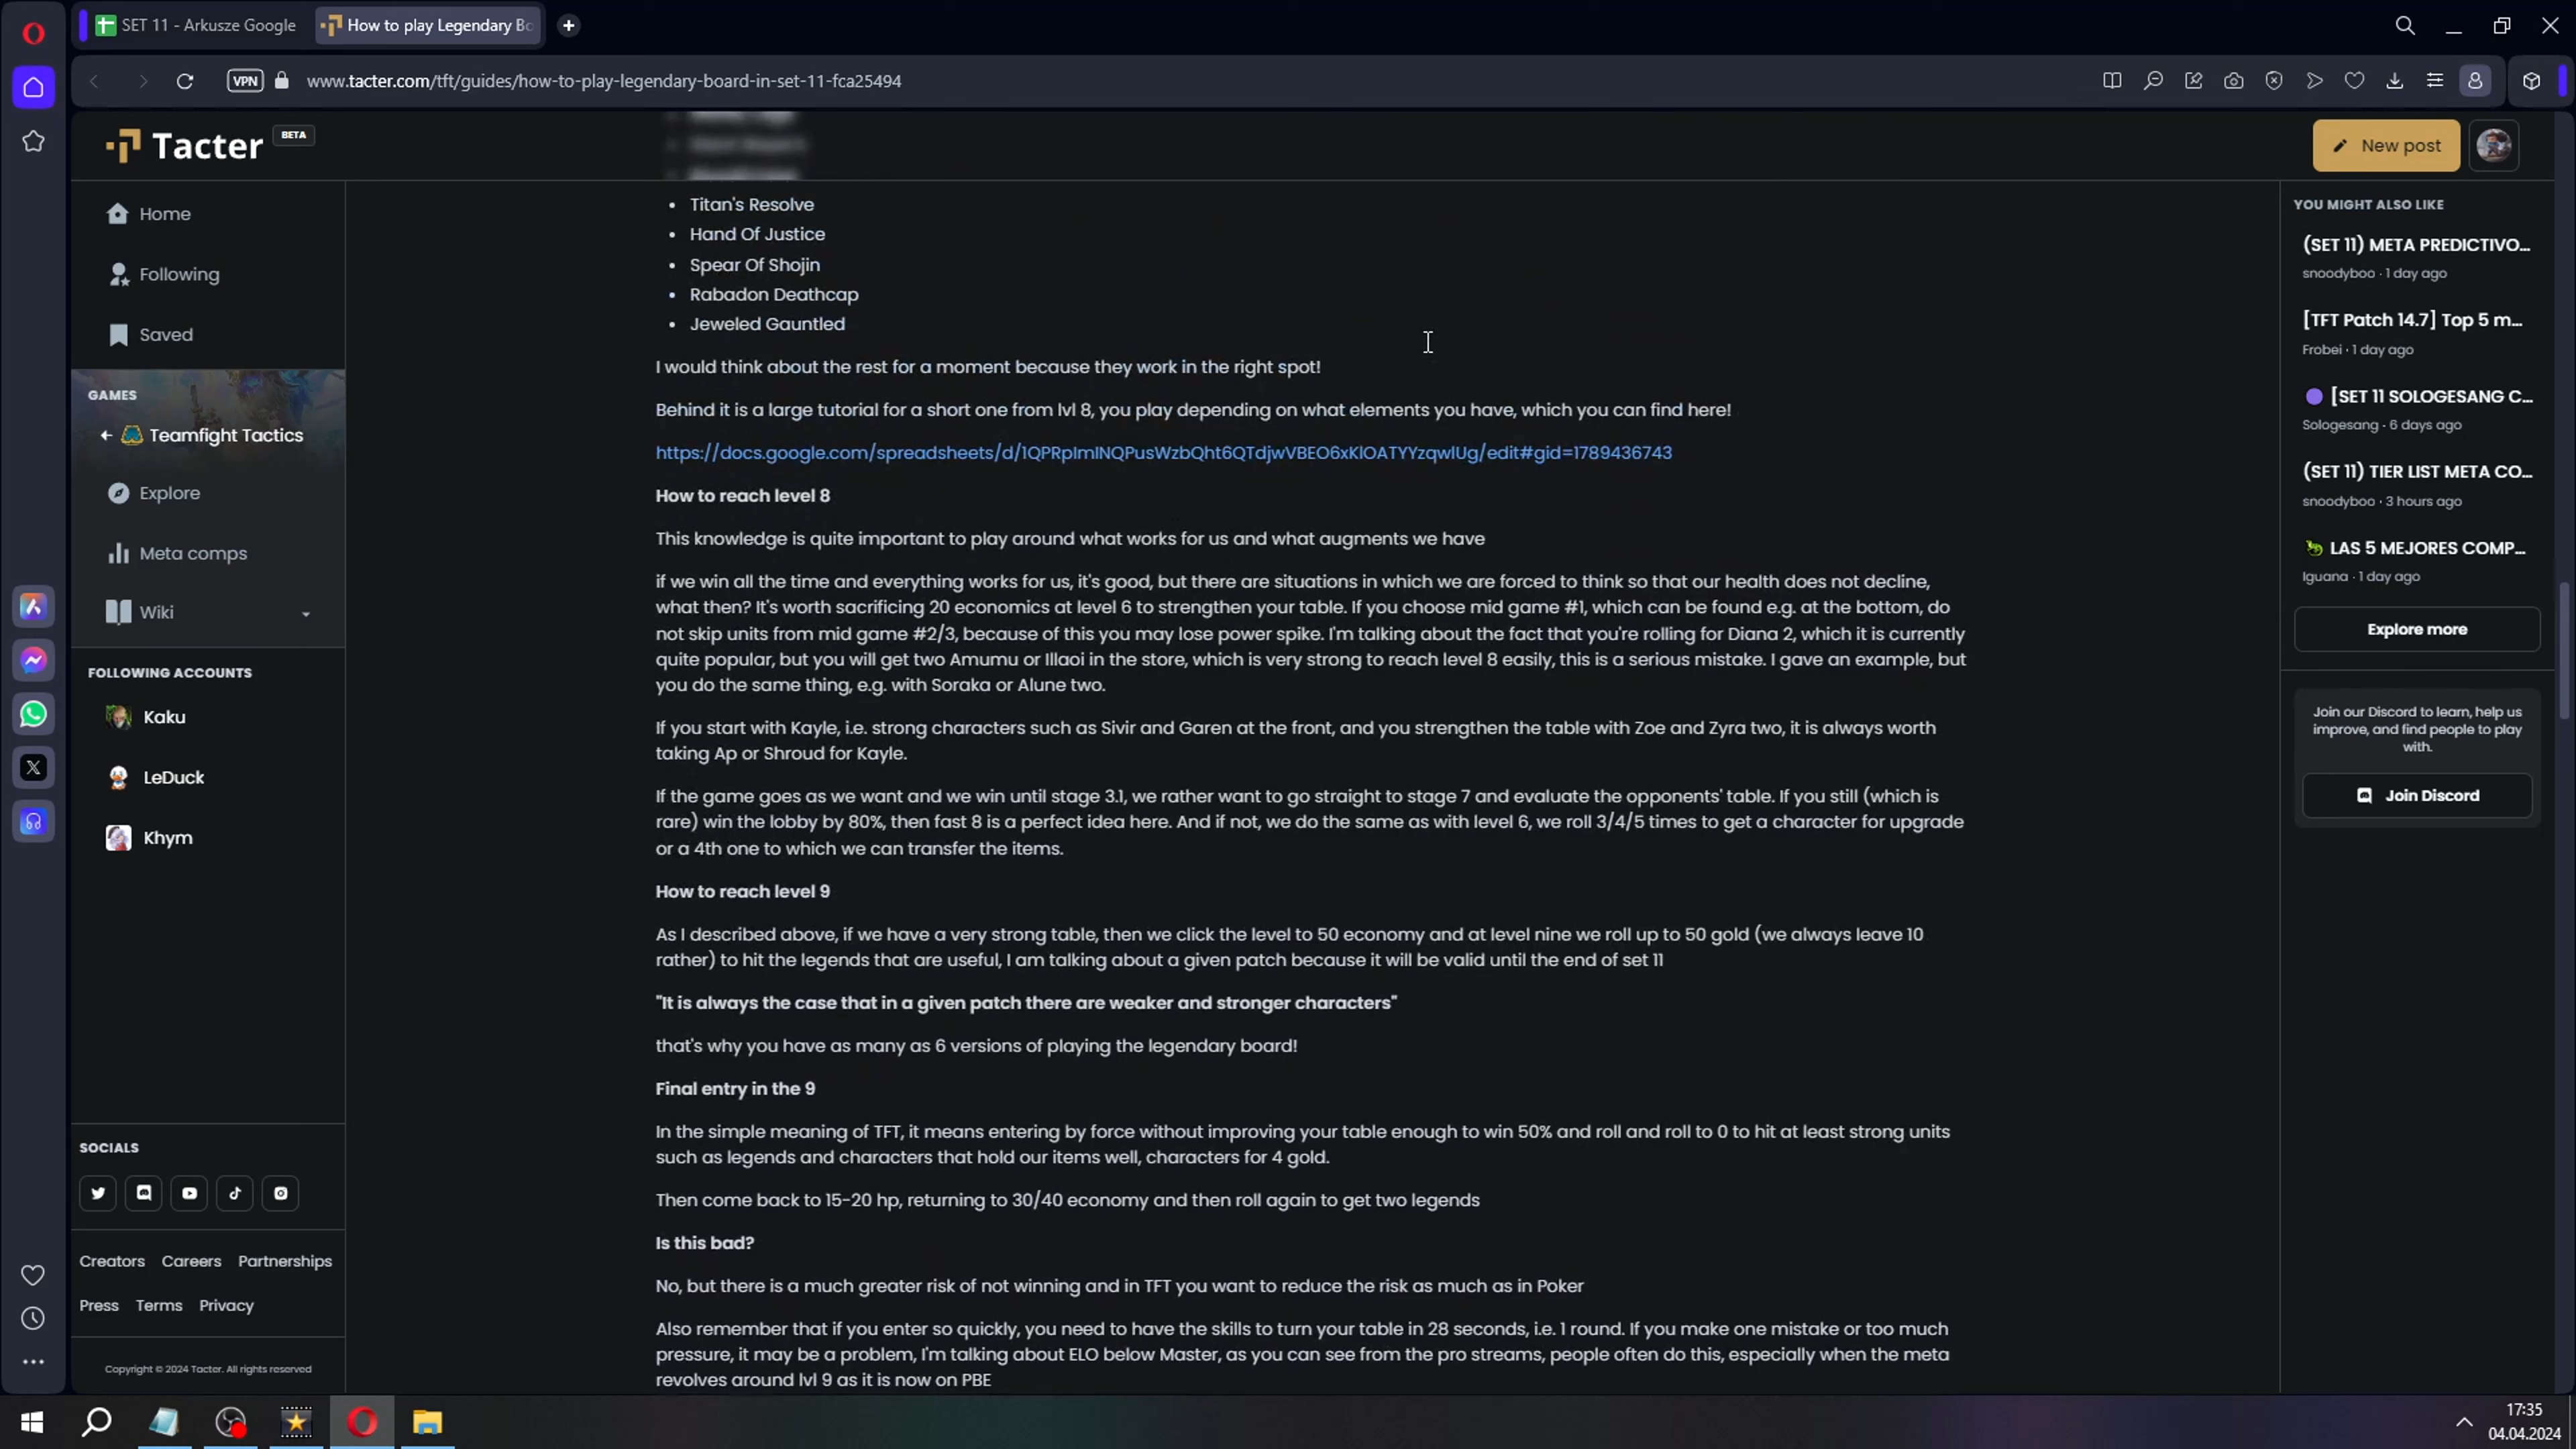 SET 11 - Arkusze Google
How to play Legendary Bo
VPN
www.tacter.com/tft/guides/how-to-play-legendary-board-in-set-11-fca25494
Tacter
BETA
New post
Home
Following
Saved
GAMES
Teamfight Tactics
Explore
Meta comps
Wiki
FOLLOWING ACCOUNTS
Kaku
LeDuck
Khym
SOCIALS
Creators Careers Partnerships
Press Terms Privacy
Copyright © 2024 Tacter. All rights reserved
• Titan's Resolve
• Hand Of Justice
• Spear Of Shojin
• Rabadon Deathcap
• Jeweled Gauntled
I would think about the rest for a moment because they work in the right spot!
Behind it is a large tutorial for a short one from lvl 8, you play depending on what elements you have, which you can find here!
https://docs.google.com/spreadsheets/d/1QPRpImINQPusWzbQht6QTdjwVBEO6xKlOATYYzqwIUg/edit#gid=1789436743
How to reach level 8
This knowledge is quite important to play around what works for us and what augments we have
if we win all the time and everything works for us, it's good, but there are situations in which we are forced to think so that our health does not decline,
what then? It's worth sacrificing 20 economics at level 6 to strengthen your table. If you choose mid game #1, which can be found e.g. at the bottom, do
not skip units from mid game #2/3, because of this you may lose power spike. I'm talking about the fact that you're rolling for Diana 2, which it is currently
quite popular, but you will get two Amumu or Illaoi in the store, which is very strong to reach level 8 easily, this is a serious mistake. I gave an example, but
you do the same thing, e.g. with Soraka or Alune two.
If you start with Kayle, i.e. strong characters such as Sivir and Garen at the front, and you strengthen the table with Zoe and Zyra two, it is always worth
taking Ap or Shroud for Kayle.
If the game goes as we want and we win until stage 3.1, we rather want to go straight to stage 7 and evaluate the opponents' table. If you still (which is
rare) win the lobby by 80%, then fast 8 is a perfect idea here. And if not, we do the same as with level 6, we roll 3/4/5 times to get a character for upgrade
or a 4th one to which we can transfer the items.
How to reach level 9
As I described above, if we have a very strong table, then we click the level to 50 economy and at level nine we roll up to 50 gold (we always leave 10
rather) to hit the legends that are useful, I am talking about a given patch because it will be valid until the end of set 11
"It is always the case that in a given patch there are weaker and stronger characters"
that's why you have as many as 6 versions of playing the legendary board!
Final entry in the 9
In the simple meaning of TFT, it means entering by force without improving your table enough to win 50% and roll and roll to 0 to hit at least strong units
such as legends and characters that hold our items well, characters for 4 gold.
Then come back to 15-20 hp, returning to 30/40 economy and then roll again to get two legends
Is this bad?
No, but there is a much greater risk of not winning and in TFT you want to reduce the risk as much as in Poker
Also remember that if you enter so quickly, you need to have the skills to turn your table in 28 seconds, i.e. 1 round. If you make one mistake or too much
pressure, it may be a problem, I'm talking about ELO below Master, as you can see from the pro streams, people often do this, especially when the meta
revolves around lvl 9 as it is now on PBE
YOU MIGHT ALSO LIKE
(SET 11) META PREDICTIVO...
snoodyboo · 1 day ago
[TFT Patch 14.7] Top 5 m...
Frobei · 1 day ago
[SET 11 SOLOGESANG C...
Sologesang · 6 days ago
(SET 11) TIER LIST META CO...
snoodyboo · 3 hours ago
LAS 5 MEJORES COMP...
Iguana · 1 day ago
Explore more
Join our Discord to learn, help us
improve, and find people to play
with.
Join Discord
17:35
04.04.2024